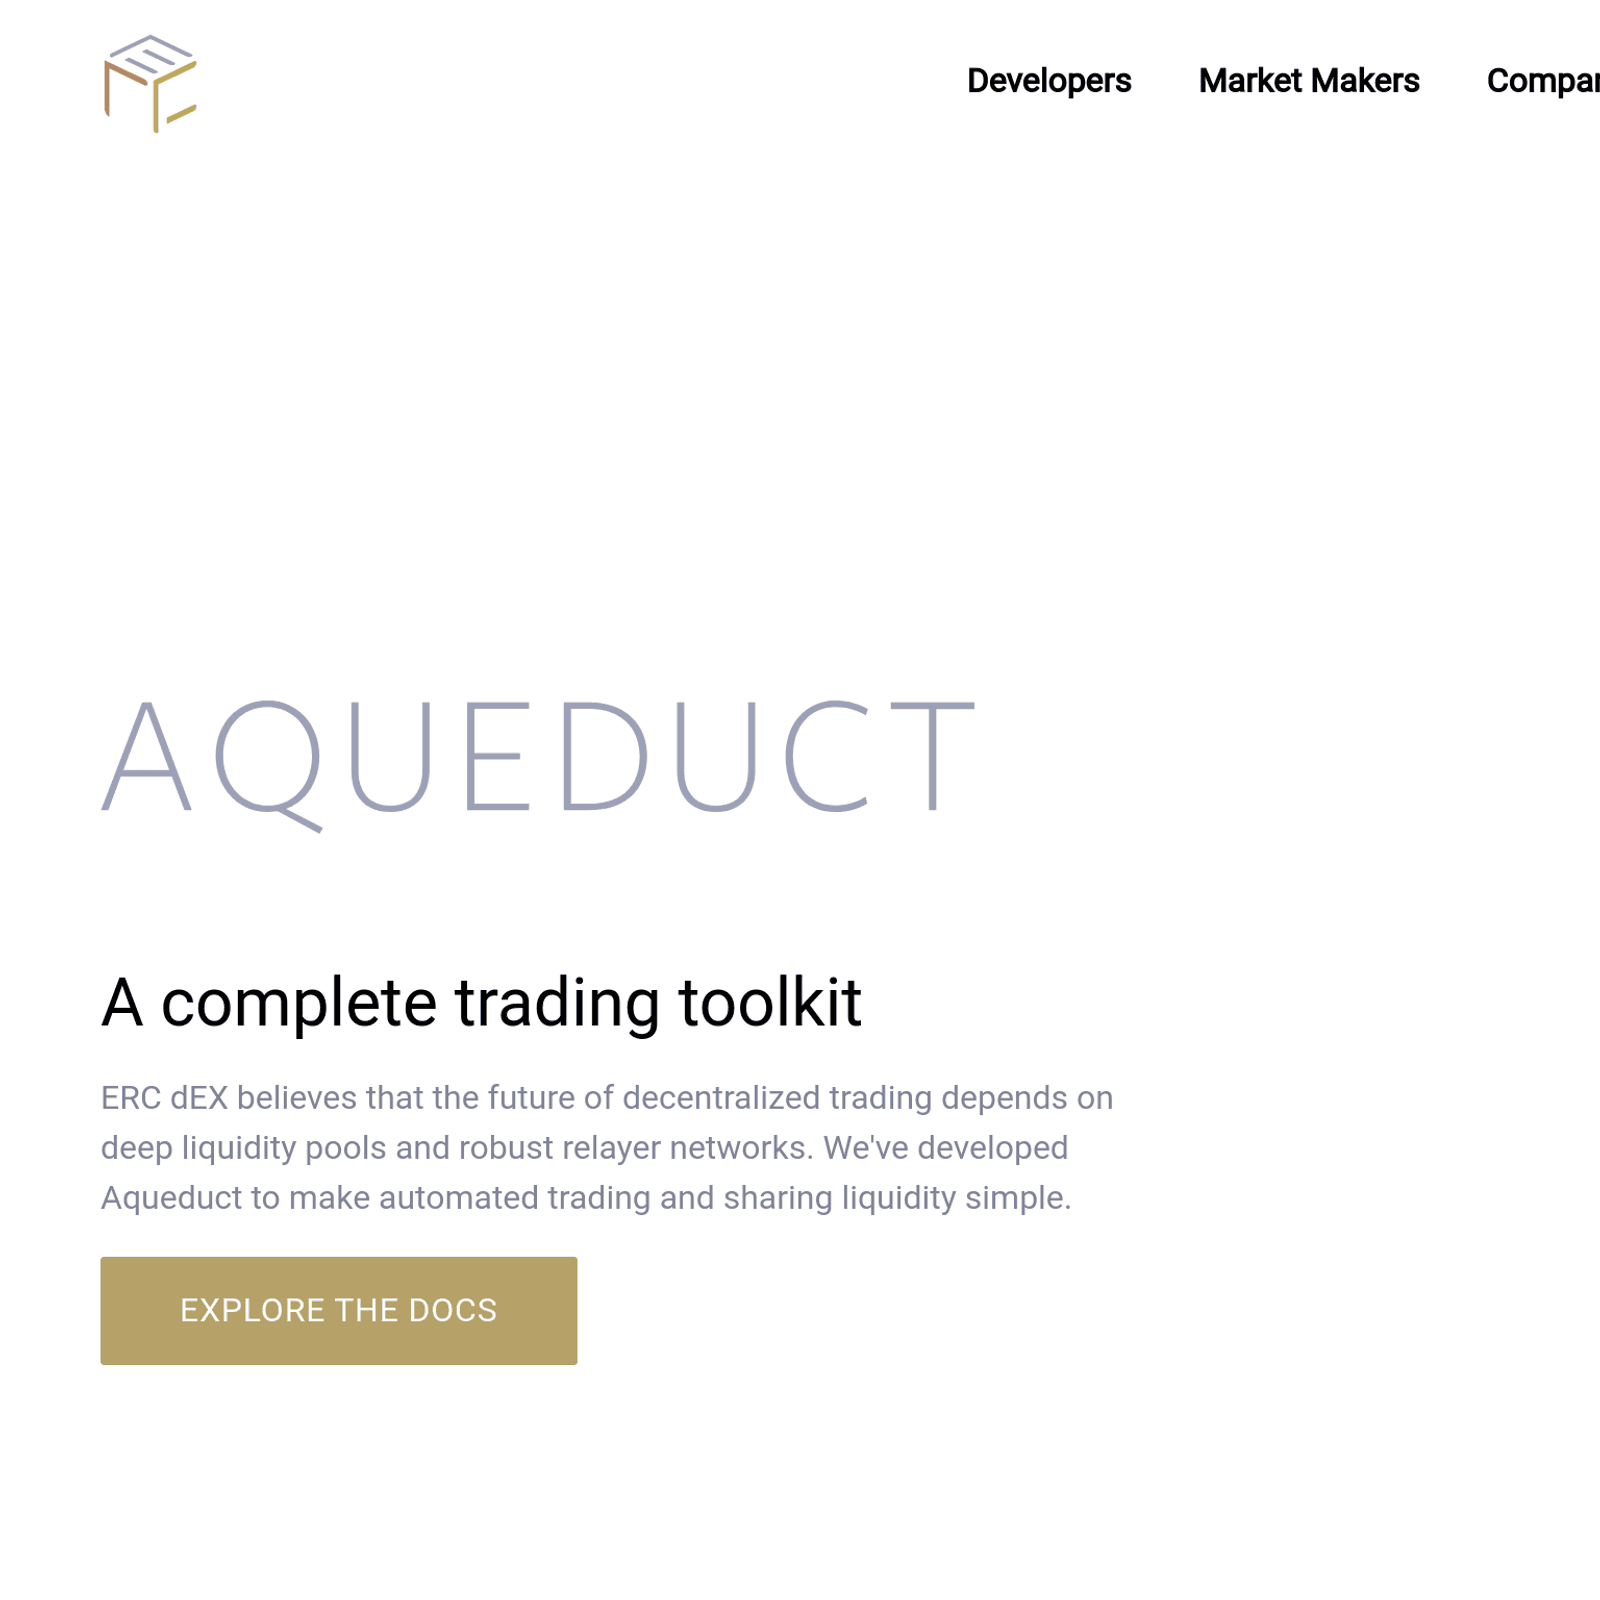 Developers Market Makers
AQUEDUCT
A complete trading toolkit
ERC dEX believes that the future of decentralized trading depends on
deep liquidity pools and robust relayer networks. We've developed
Aqueduct to make automated trading and sharing liquidity simple.
EXPLORE THE DOCS